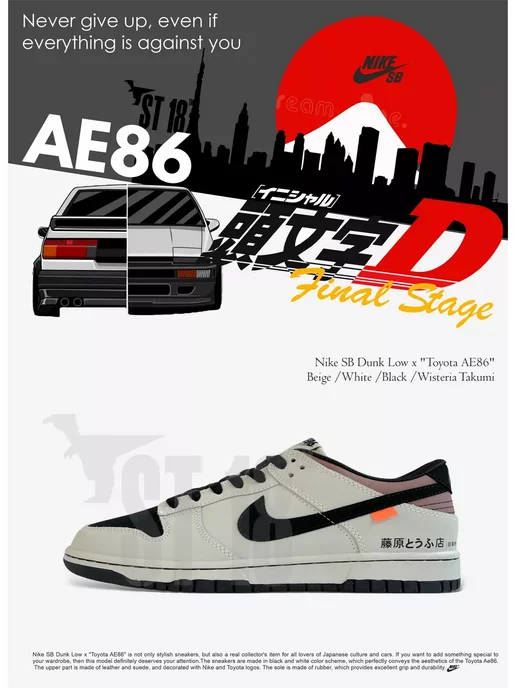 Never give up, even if
everything is against you
NIKE
SB
ST 18
ream
AE86
[イニシャル]
頭文字D
Final Stage
Nike SB Dunk Low x "Toyota AE86"
Beige /White /Black /Wisteria Takumi
ST 18
藤原とうふ店
Nike SB Dunk Low x "Toyota AE86" is not only stylish sneakers, but also a real collector's item for all lovers of Japanese culture and cars. If you want to add something special to
your wardrobe, then this model definitely deserves your attention.The sneakers are made in black and white color scheme, which perfectly conveys the aesthetics of the Toyota Ae86.
The upper part is made of leather and suede, and decorated with Nike and Toyota logos. The sole is made of rubber, which provides excellent grip and durability.